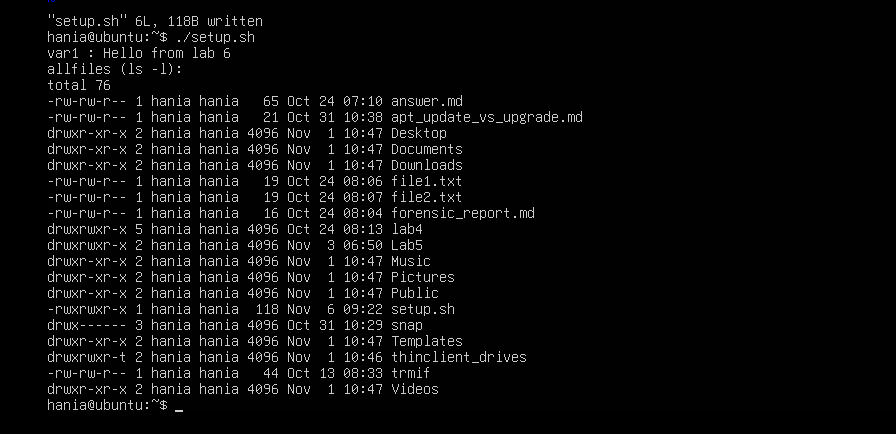 "setup.sh" 6L, 118B written
hania@ubuntu:~$ ./setup.sh
var1 : Hello from lab 6
allfiles (ls -l):
total 76
-rw-rw-r-- 1 hania hania   65 Oct 24 07:10 answer.md
-rw-rw-r-- 1 hania hania   21 Oct 31 10:38 apt_update_vs_upgrade.md
drwxr-xr-x 2 hania hania 4096 Nov  1 10:47 Desktop
drwxr-xr-x 2 hania hania 4096 Nov  1 10:47 Documents
drwxr-xr-x 2 hania hania 4096 Nov  1 10:47 Downloads
-rw-rw-r-- 1 hania hania   19 Oct 24 08:06 file1.txt
-rw-rw-r-- 1 hania hania   19 Oct 24 08:07 file2.txt
-rw-rw-r-- 1 hania hania   16 Oct 24 08:04 forensic_report.md
drwxrwxr-x 5 hania hania 4096 Oct 24 08:13 lab4
drwxrwxr-x 2 hania hania 4096 Nov  3 06:50 Lab5
drwxr-xr-x 2 hania hania 4096 Nov  1 10:47 Music
drwxr-xr-x 2 hania hania 4096 Nov  1 10:47 Pictures
drwxr-xr-x 2 hania hania 4096 Nov  1 10:47 Public
-rwxrwxr-x 1 hania hania  118 Nov  6 09:22 setup.sh
drwx------ 3 hania hania 4096 Oct 31 10:29 snap
drwxr-xr-x 2 hania hania 4096 Nov  1 10:47 Templates
drwxrwxr-t 2 hania hania 4096 Nov  1 10:46 thinclient_drives
-rw-rw-r-- 1 hania hania   44 Oct 13 08:33 trmif
drwxr-xr-x 2 hania hania 4096 Nov  1 10:47 Videos
hania@ubuntu:~$ _